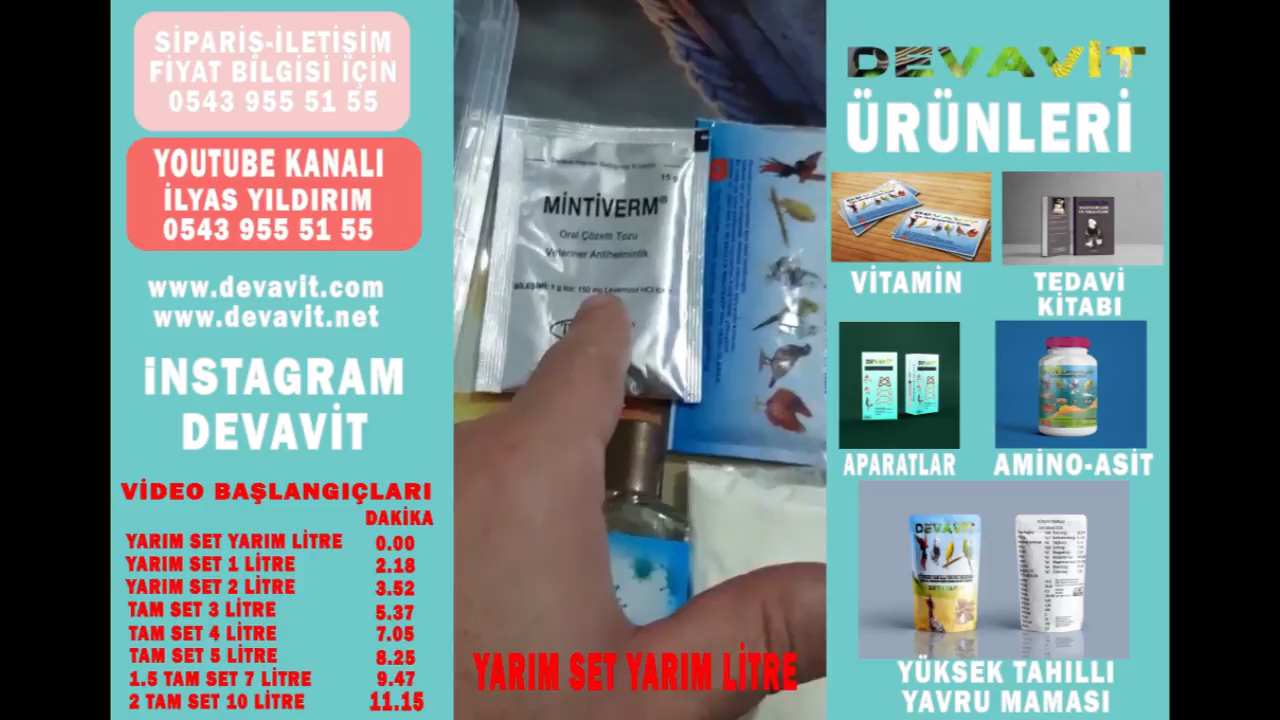 SİPARİŞ-İLETİŞİM
FİYAT BİLGİSİ İÇİN
0543 955 51 55
YOUTUBE KANALI
İLYAS YILDIRIM
0543 955 51 55
www.devavit.com
www.devavit.net
İNSTAGRAM
DEVAVİT
VİDEO BAŞLANGIÇLARI
DAKİKA
YARIM SET YARIM LİTRE 0.00
YARIM SET 1 LİTRE 2.18
YARIM SET 2 LİTRE 3.52
TAM SET 3 LİTRE 5.37
TAM SET 4 LİTRE 7.05
TAM SET 5 LİTRE 8.25
1.5 TAM SET 7 LİTRE 9.47
2 TAM SET 10 LİTRE 11.15
15 g
MİNTİVERM®
Oral Çözelti Tozu
Veteriner Antihelmintik
YARIM SET YARIM LİTRE
DEVAVİT
ÜRÜNLERİ
DEVAVİT
VİTAMİN
TEDAVİ
KİTABI
APARATLAR
AMİNO-ASİT
DEVAVİT
YÜKSEK TAHILLI
YAVRU MAMASI